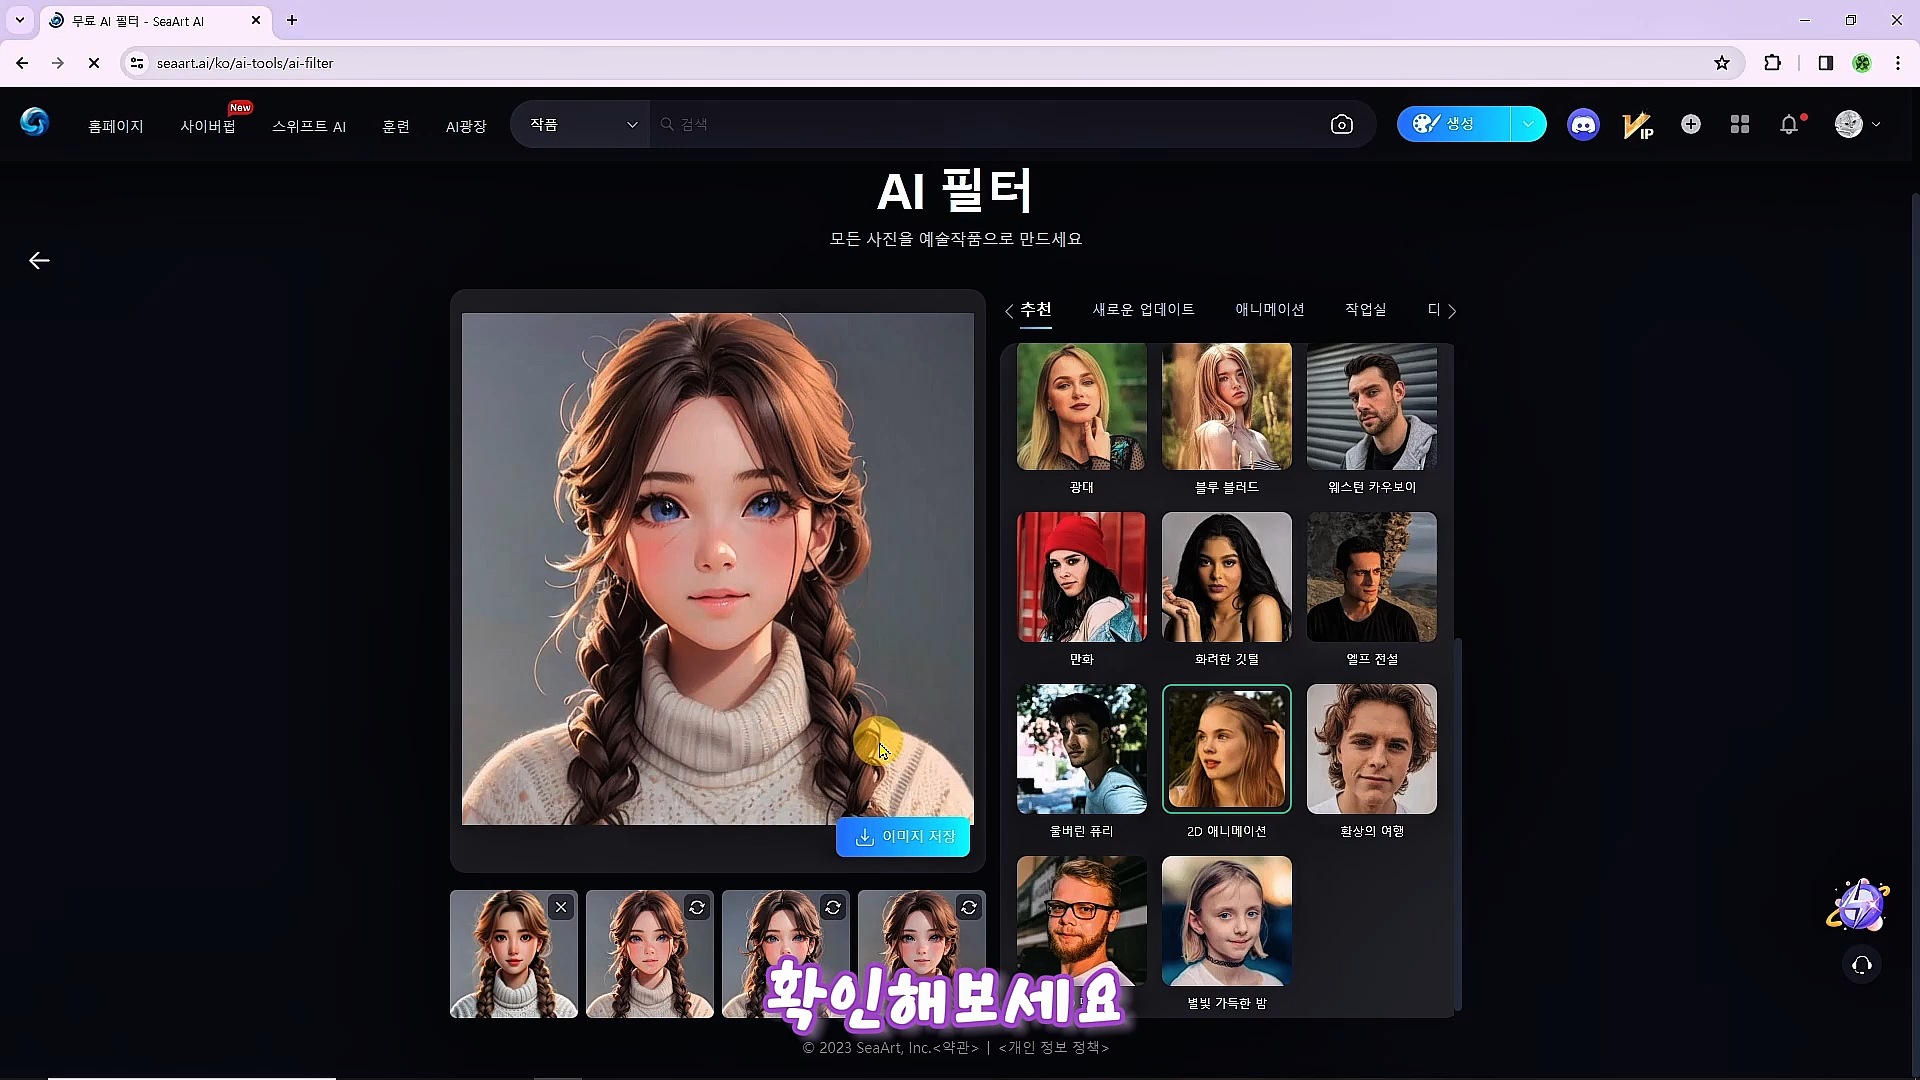 무료 AI 필터 - SeaArt AI
seaart.ai/ko/ai-tools/ai-filter
홈페이지
사이버펍
New
스위프트 AI
훈련
AI광장
작품
검색
생성
VIP
AI 필터
모든 사진을 예술작품으로 만드세요
추천
새로운 업데이트
애니메이션
작업실
디
광대
블루 블러드
웨스턴 카우보이
만화
화려한 깃털
엘프 전설
울버린 퓨리
2D 애니메이션
환상의 여행
이미지 저장
별빛 가득한 밤
확인해보세요
© 2023 SeaArt, Inc.<약관> | <개인 정보 정책>